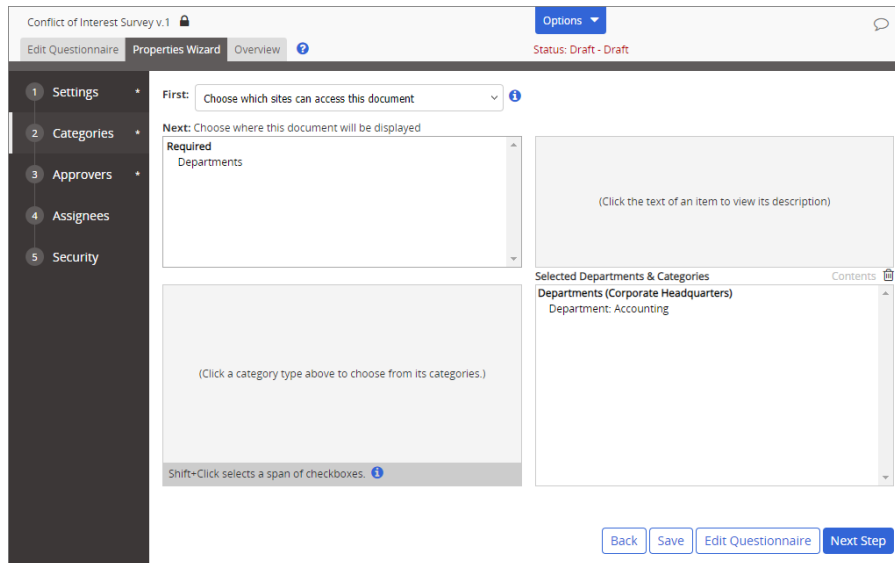 Conflict of Interest Survey v.1
Options
Edit Questionnaire
Properties Wizard
Overview
?
Status: Draft - Draft
1 Settings *
2 Categories *
3 Approvers *
4 Assignees
5 Security
First: Choose which sites can access this document
Next: Choose where this document will be displayed
Required
Departments
(Click the text of an item to view its description)
(Click a category type above to choose from its categories.)
Shift+Click selects a span of checkboxes.
Selected Departments & Categories
Contents
Departments (Corporate Headquarters)
Department: Accounting
Back
Save
Edit Questionnaire
Next Step